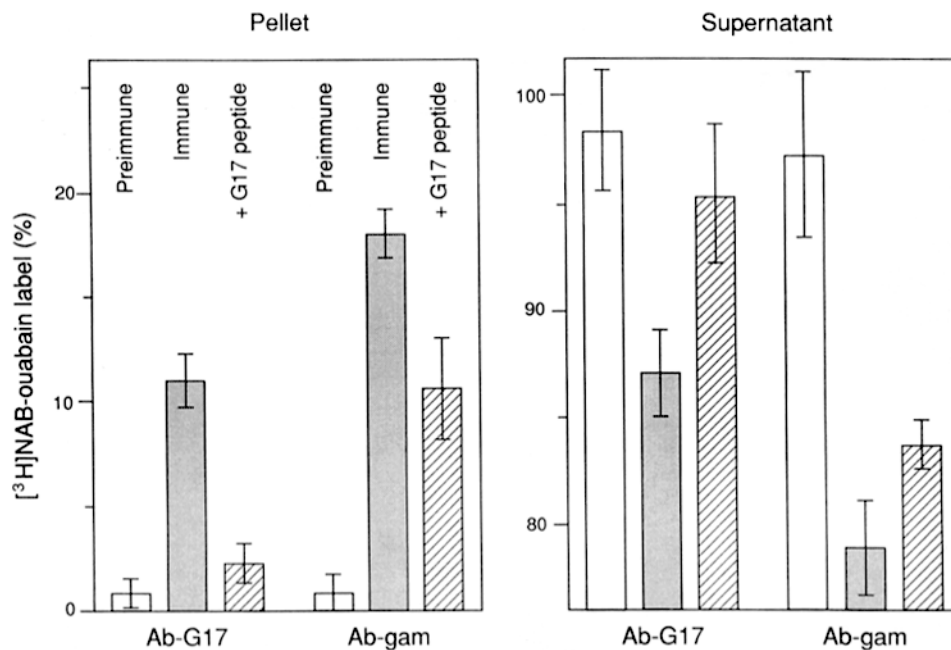 Pellet
Supernatant
[³H]NAB-ouabain label (%)
20
10
0
Preimmune
Immune
+ G17 peptide
Preimmune
Immune
+ G17 peptide
Ab-G17
Ab-gam
100
90
80
Ab-G17
Ab-gam